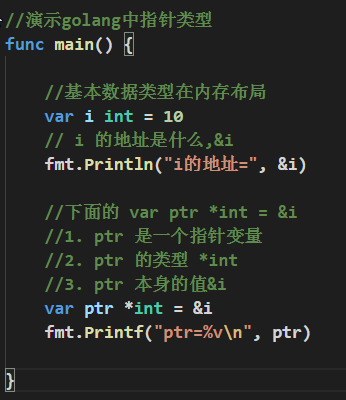 //演示golang中指针类型
func main() {
//基本数据类型在内存布局
var i int = 10
// i 的地址是什么,&i
fmt.Println("i的地址=", &i)
//下面的 var ptr *int = &i
//1. ptr 是一个指针变量
//2. ptr 的类型 *int
//3. ptr 本身的值&i
var ptr *int = &i
fmt.Printf("ptr=%v\n", ptr)
}